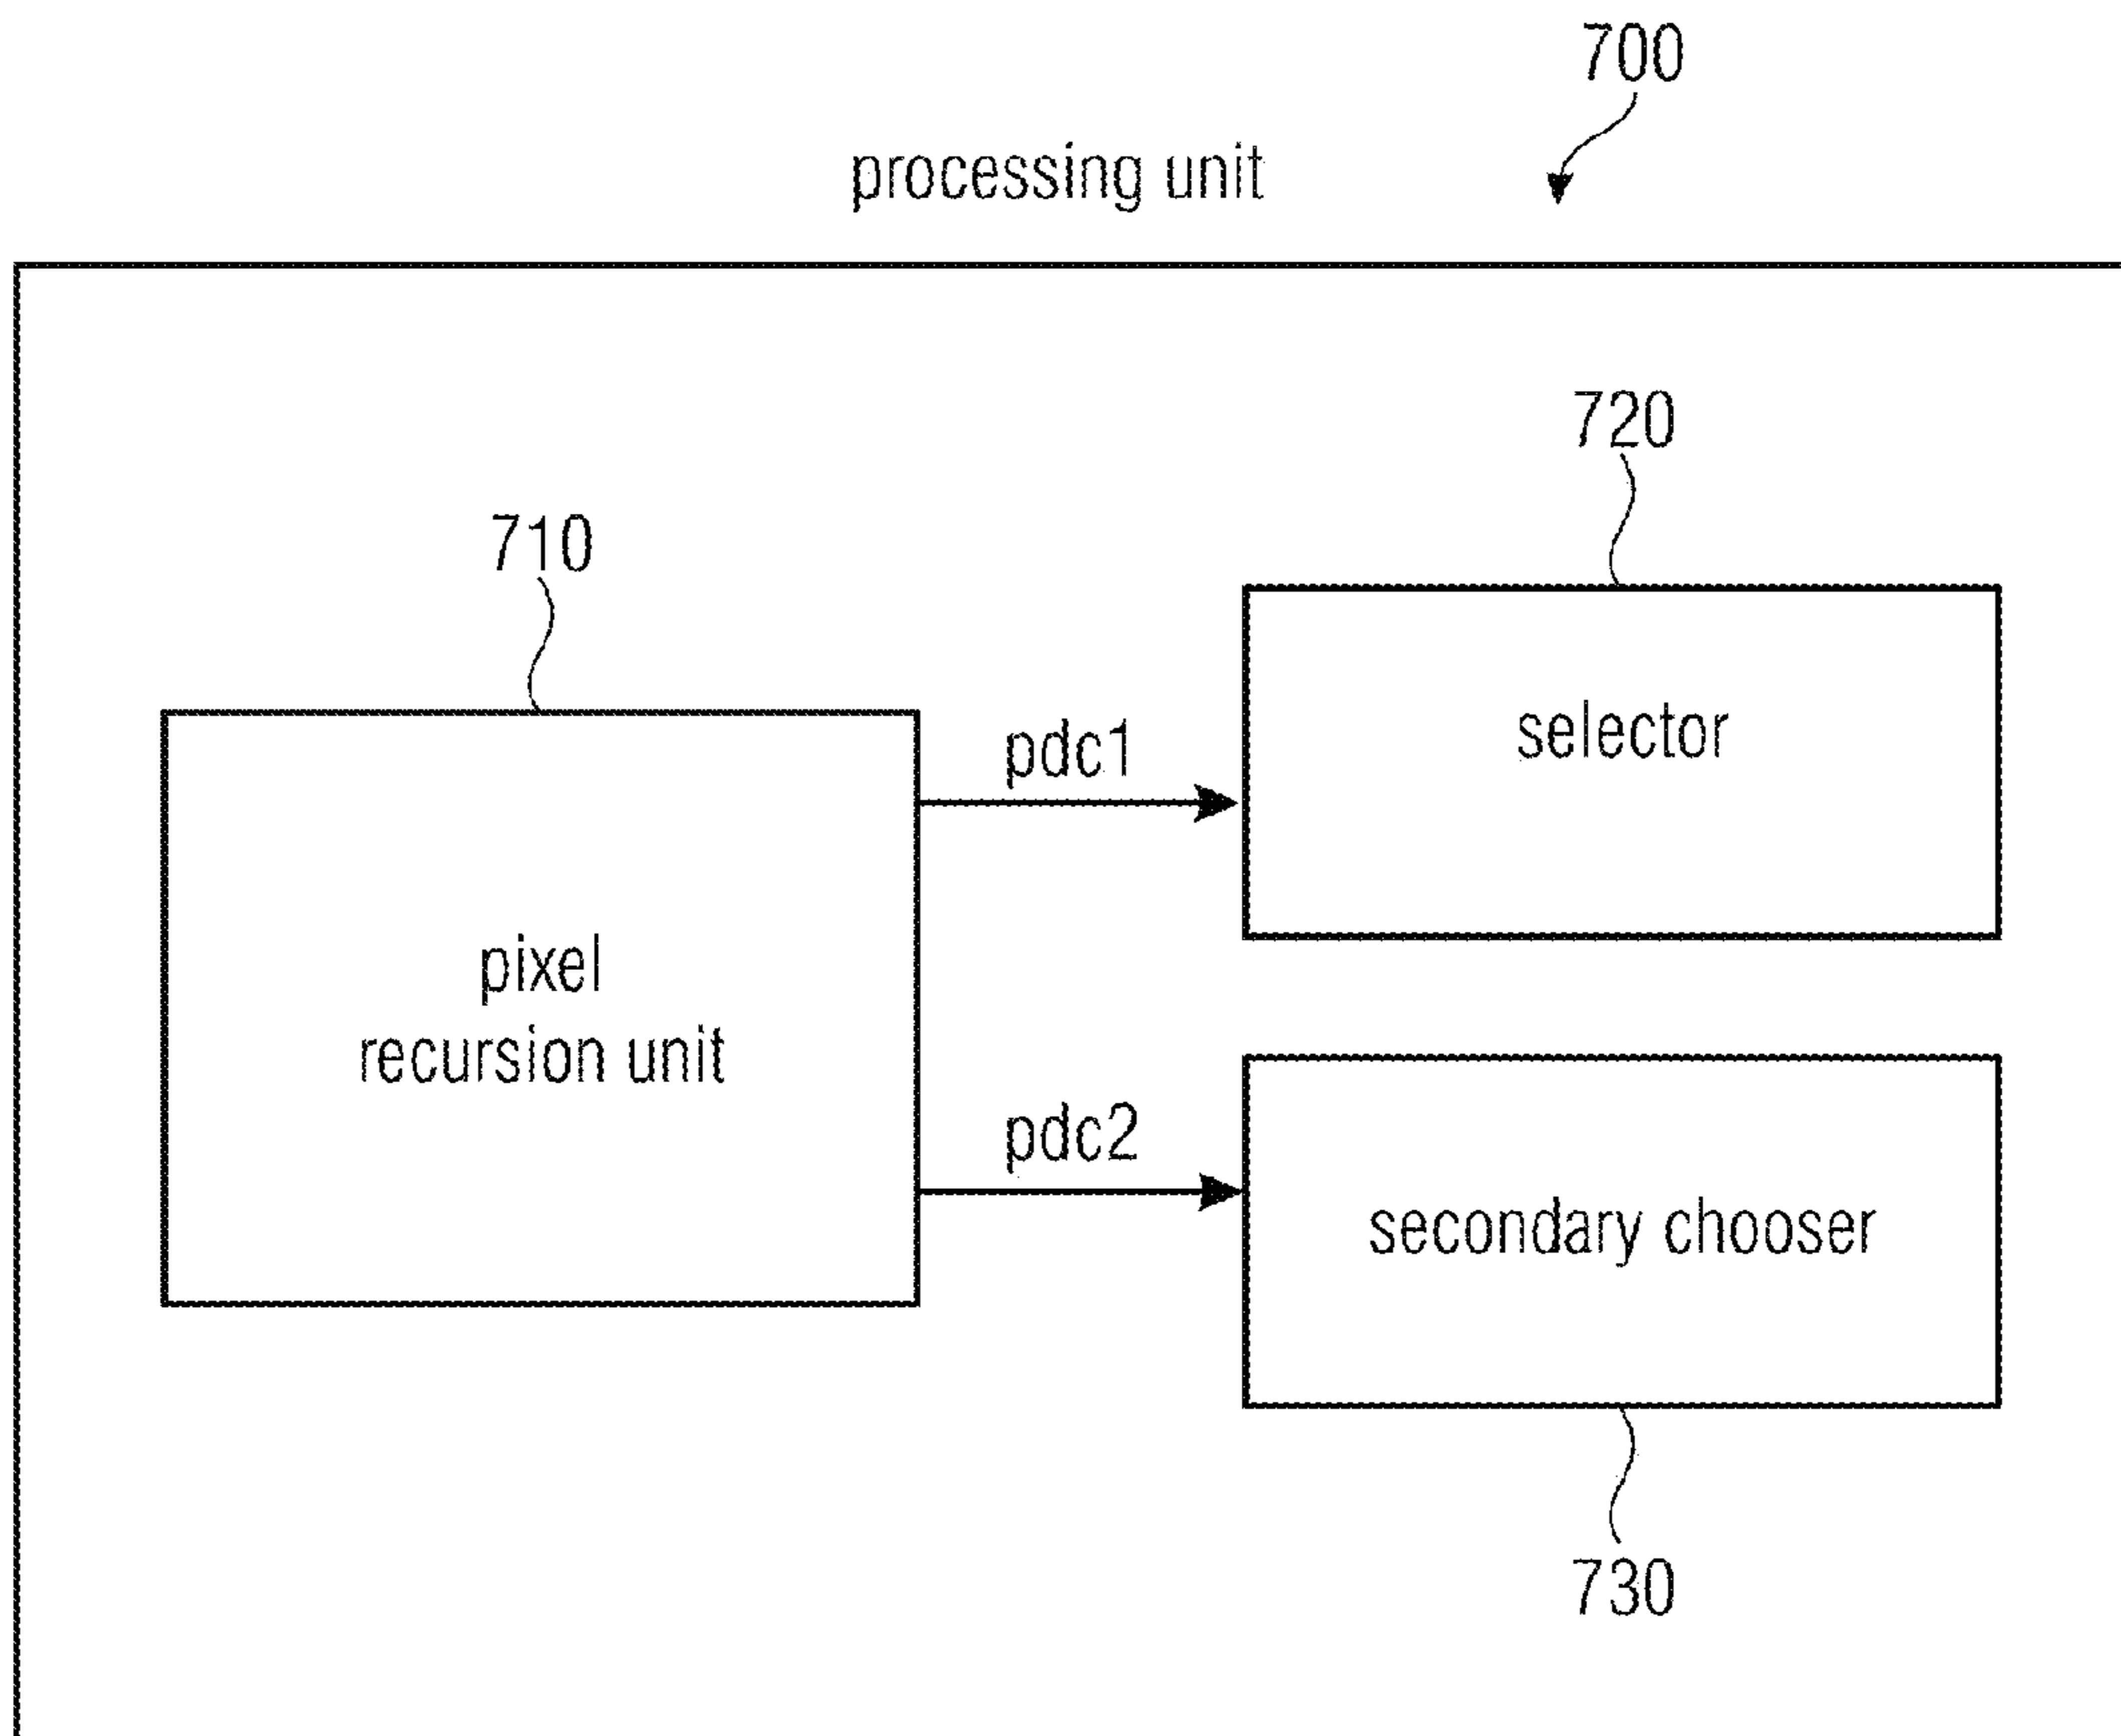 700
processing unit
720
710
selector
pdc1
pixel
recursion unit
pdc2
secondary chooser
730